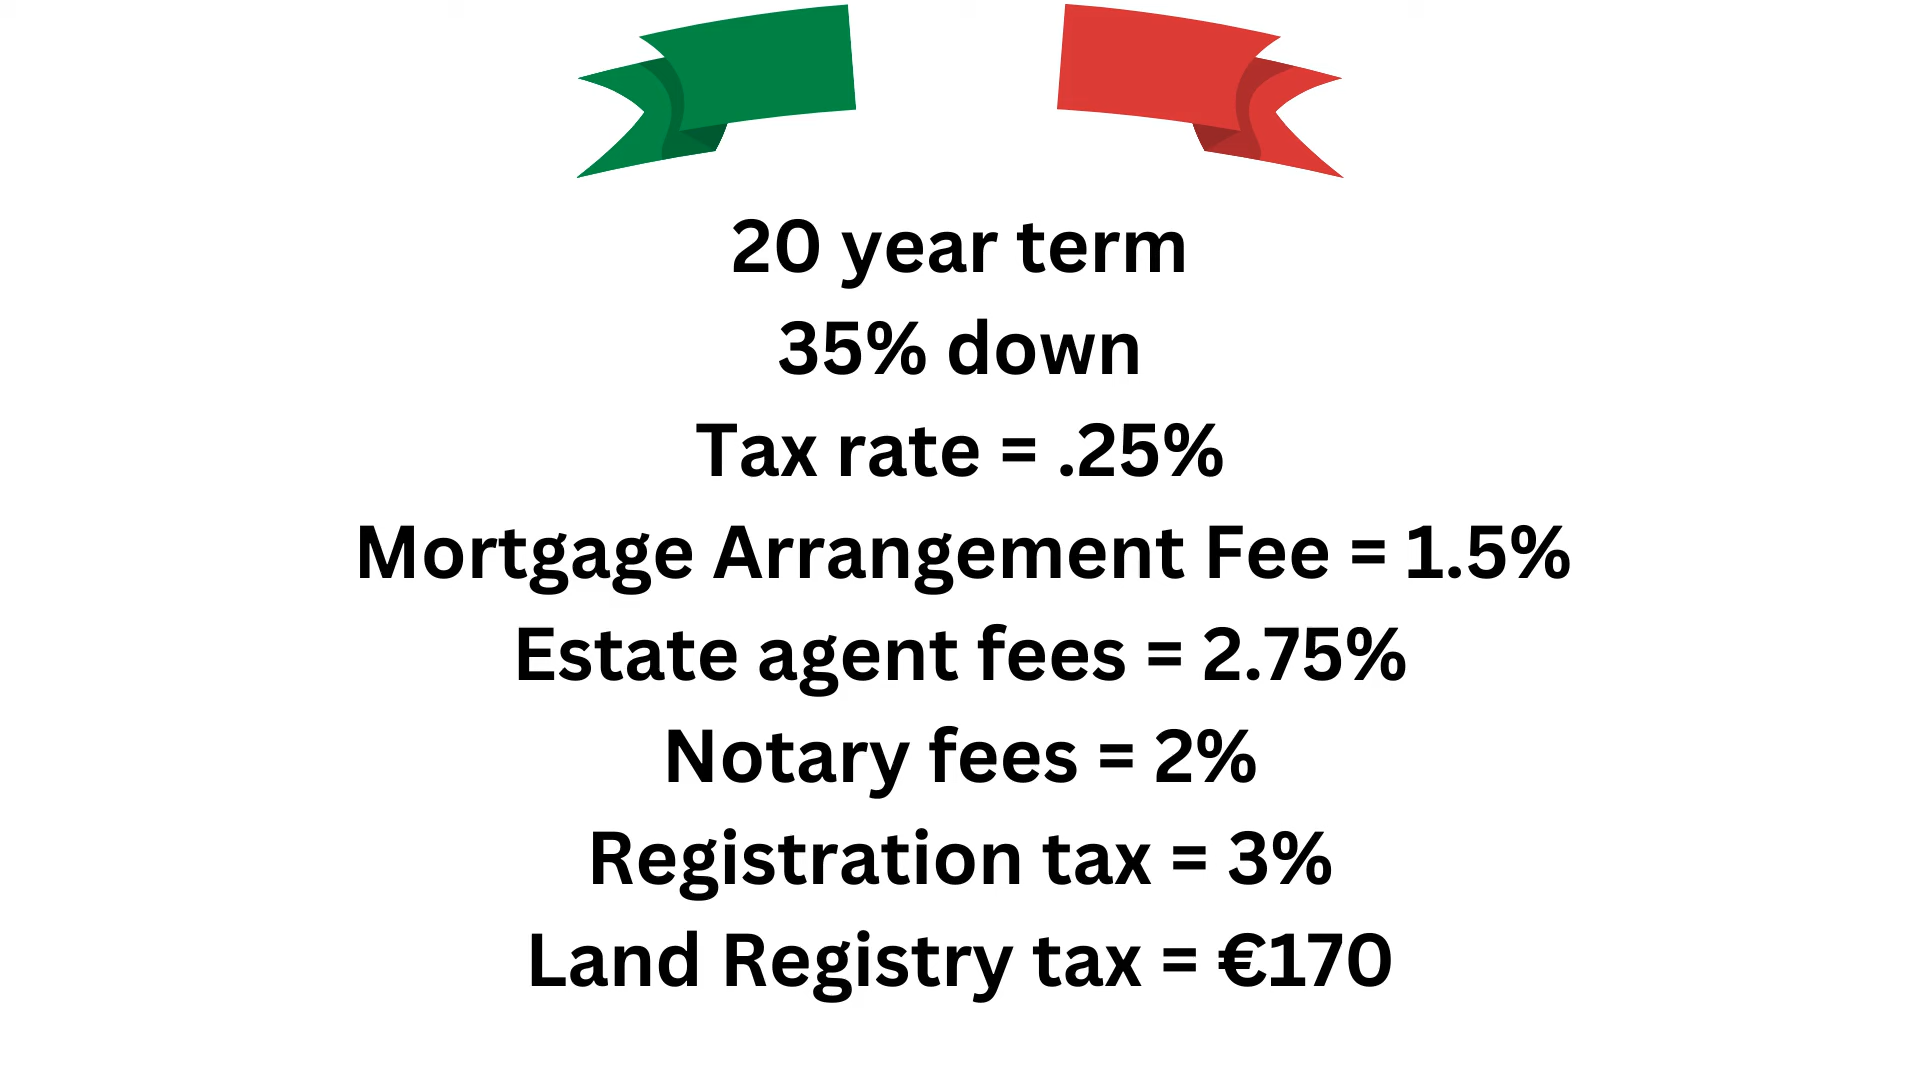 20 year term
35% down
Tax rate = .25%
Mortgage Arrangement Fee = 1.5%
Estate agent fees = 2.75%
Notary fees = 2%
Registration tax = 3%
Land Registry tax = €170